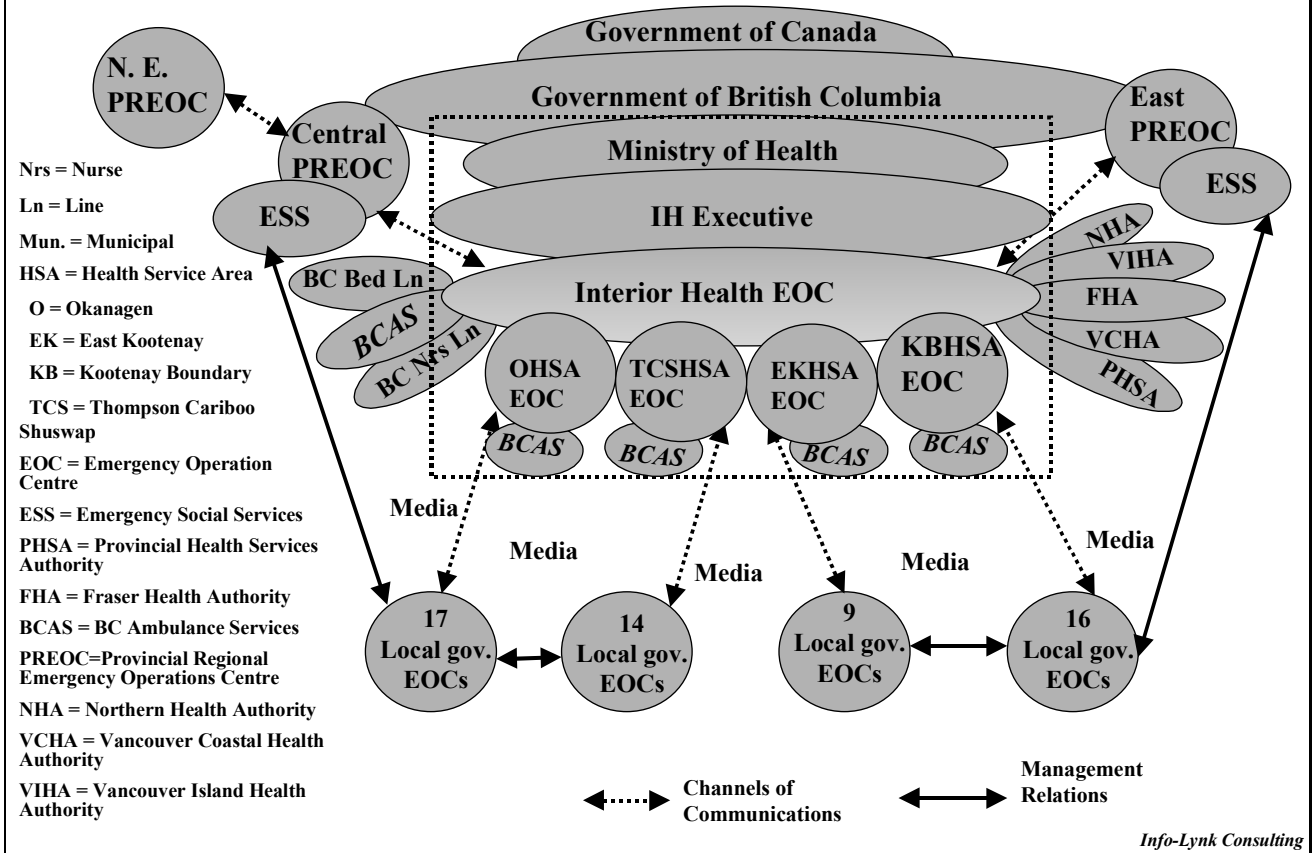 Government of Canada
N. E.
PREOC
Government of British Columbia
East
PREOC
Central
PREOC
Ministry of Health
ESS
ESS
IH Executive
NHA
VIHA
BC Bed Ln
Interior Health EOC
FHA
BCAS
VCHA
BC Nrs Ln
PHSA
OHSA
EOC
TCSHSA
EOC
EKHSA
EOC
KBHSA
EOC
BCAS
BCAS
BCAS
BCAS
Nrs = Nurse
Ln = Line
Mun. = Municipal
HSA = Health Service Area
O = Okanagen
EK = East Kootenay
KB = Kootenay Boundary
TCS = Thompson Cariboo
Shuswap
EOC = Emergency Operation
Centre
ESS = Emergency Social Services
PHSA = Provincial Health Services
Authority
FHA = Fraser Health Authority
BCAS = BC Ambulance Services
PREOC=Provincial Regional
Emergency Operations Centre
NHA = Northern Health Authority
VCHA = Vancouver Coastal Health
Authority
VIHA = Vancouver Island Health
Authority
Media
Media
Media
Media
Media
17
Local gov.
EOCs
14
Local gov.
EOCs
9
Local gov.
EOCs
16
Local gov.
EOCs
Channels of
Communications
Management
Relations
Info-Lynk Consulting